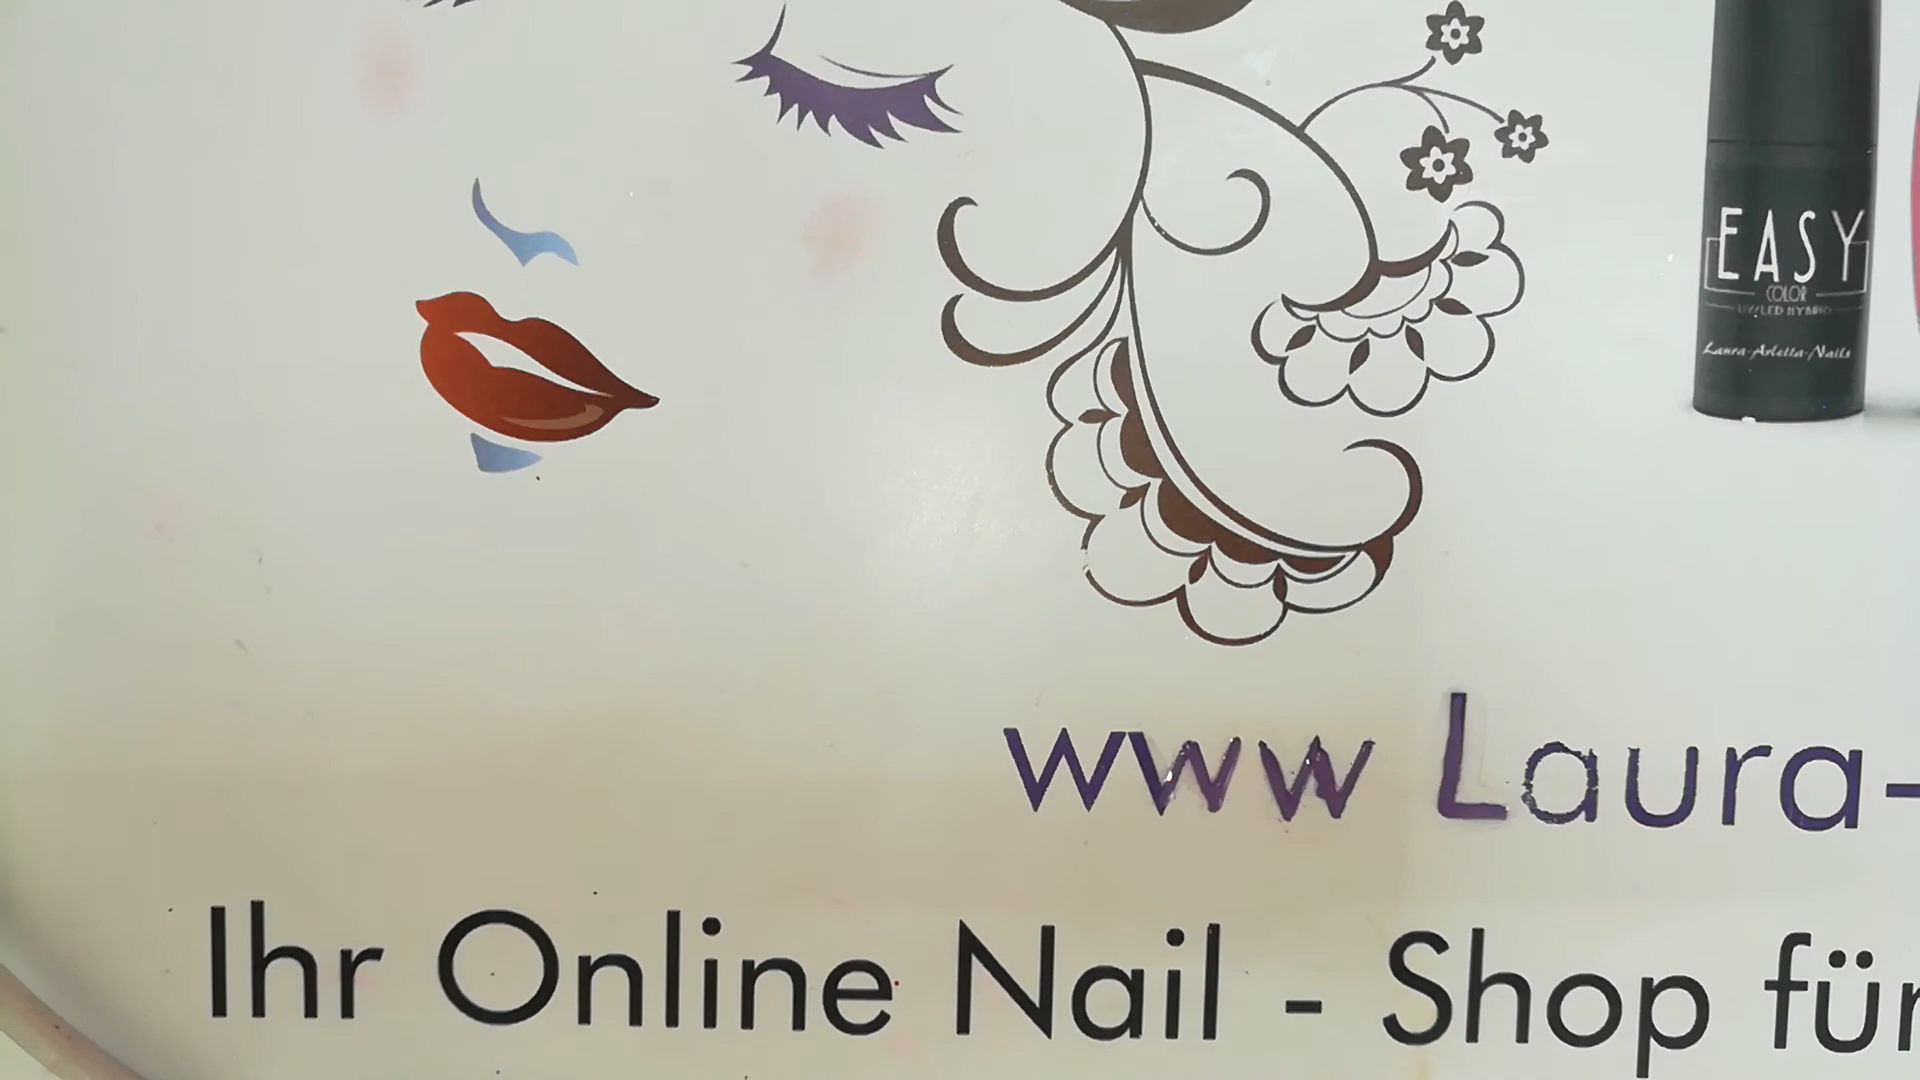 EASY
COLOR
UV/LED HYBRID
Laura-Arletta-Nails
www Laura-
Ihr Online Nail - Shop für